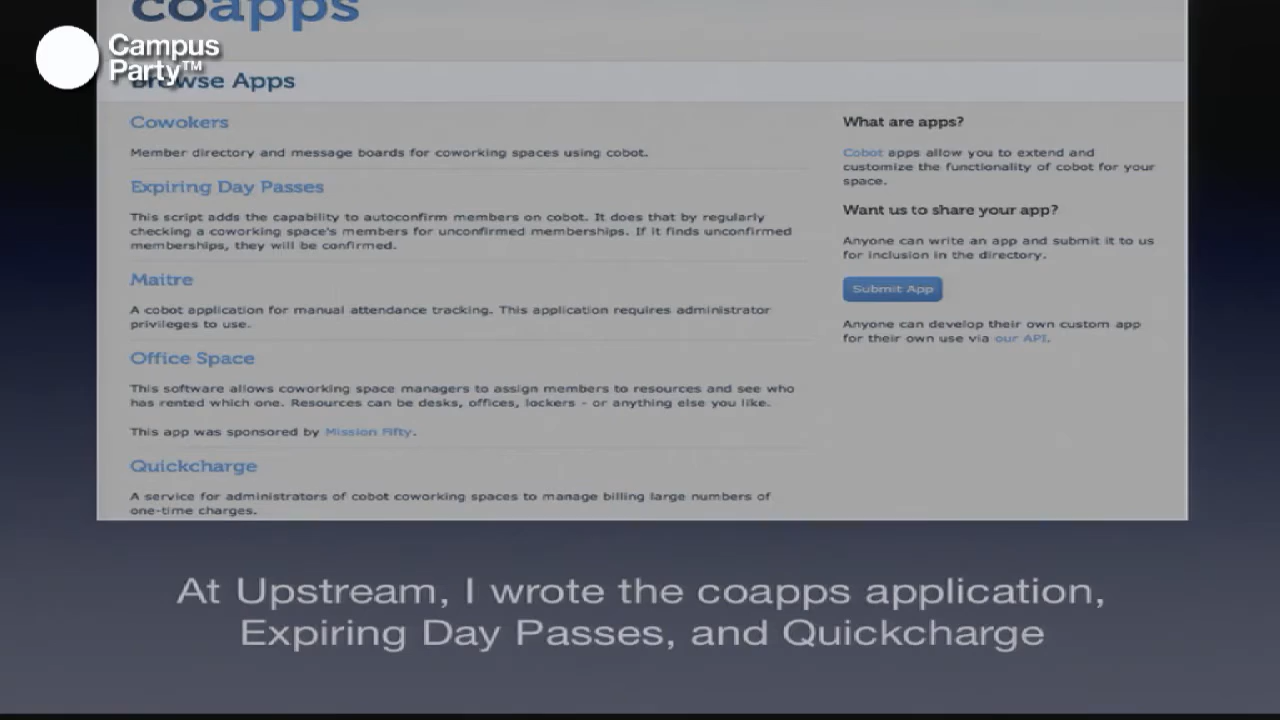 coapps
Campus
Party™
Browse Apps
Cowokers
Member directory and message boards for coworking spaces using cobot.
Expiring Day Passes
This script adds the capability to autoconfirm members on cobot. It does that by regularly
checking a coworking space's members for unconfirmed memberships. If it finds unconfirmed
memberships, they will be confirmed.
Maitre
A cobot application for manual attendance tracking. This application requires administrator
privileges to use.
Office Space
This software allows coworking space managers to assign members to resources and see who
has rented which one. Resources can be desks, offices, lockers - or anything else you like.
This app was sponsored by Mission Fifty.
Quickcharge
A service for administrators of cobot coworking spaces to manage billing large numbers of
one-time charges.
What are apps?
Cobot apps allow you to extend and
customize the functionality of cobot for your
space.
Want us to share your app?
Anyone can write an app and submit it to us
for inclusion in the directory.
Submit App
Anyone can develop their own custom app
for their own use via our API.
At Upstream, I wrote the coapps application,
Expiring Day Passes, and Quickcharge